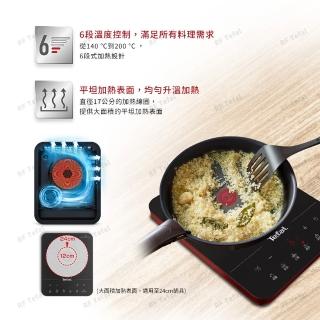 6
6段溫度控制，滿足所有料理需求
從140 ℃到200 ℃ ，
6段式加熱設計
平坦加熱表面，均勻升溫加熱
直徑17公分的加熱線圈，
提供大面積的平坦加熱表面
24cm
12cm
(大面積加熱表面，適用至24cm鍋具)
Tefal